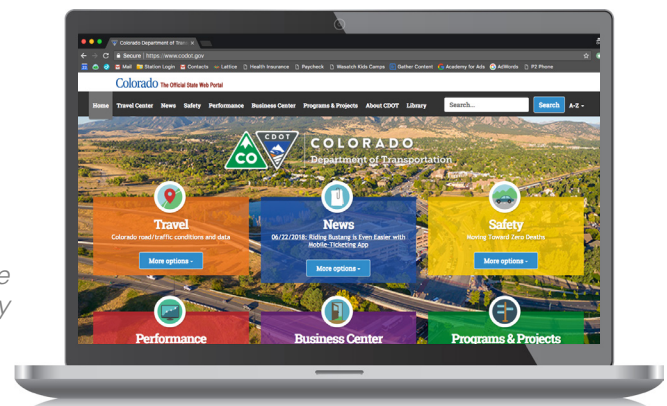 Colorado Department of Trans
Secure | https://www.codot.gov
Mail Station Login Contacts Lattice Health Insurance Paycheck Wasatch Kids Camps Gather Content Academy for Ads AdWords P2 Phone
Colorado The Official State Web Portal
Home Travel Center News Safety Performance Business Center Programs & Projects About CDOT Library Search... Search A-Z
CO CDOT COLORADO
Department of Transportation
Travel
Colorado road/traffic conditions and data
More options -
News
06/22/2018: Riding Bustang is Even Easier with
Mobile-Ticketing App
More options -
Safety
Moving Toward Zero Deaths
More options -
e
y
Performance
Business Center
Programs & Projects